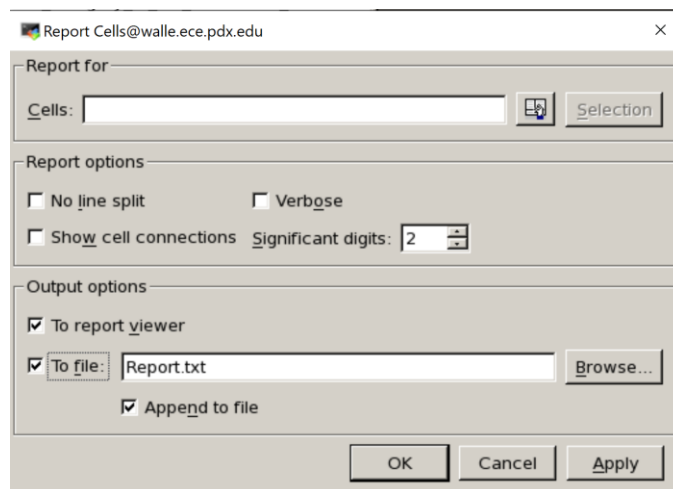 Report Cells@walle.ece.pdx.edu
Report for
Cells:
Selection
Report options
No line split
Verbose
Show cell connections
Significant digits: 2
Output options
To report viewer
To file: Report.txt
Browse...
Append to file
OK
Cancel
Apply